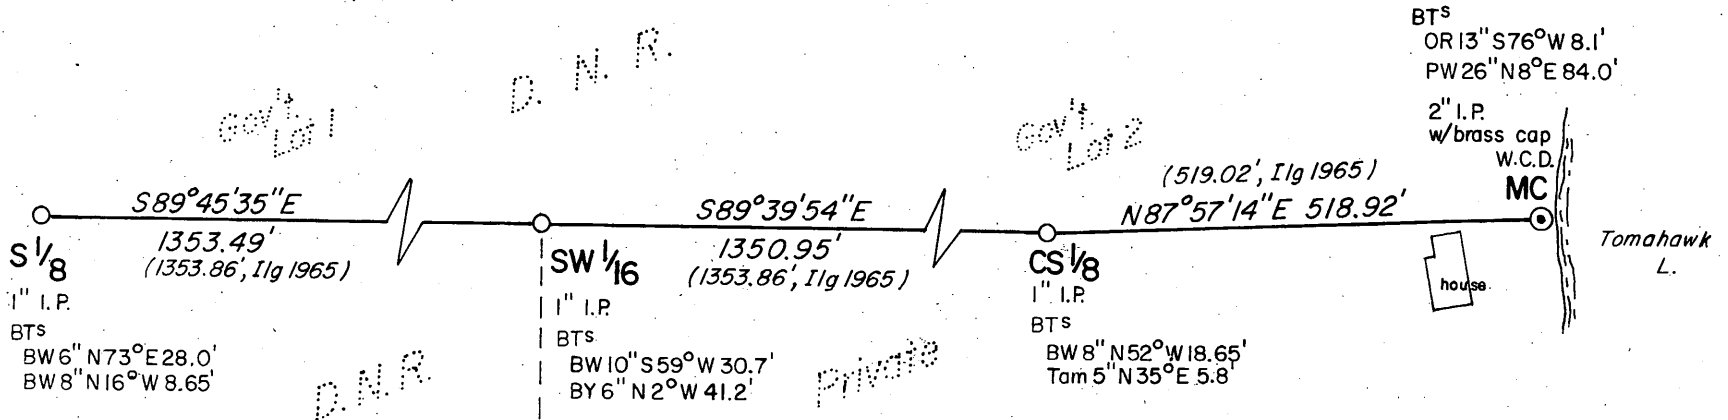 BTS
OR 13" S76°W 8.1'
PW 26" N8°E 84.0'
2" I.P.
w/brass cap
W.C.D.
MC
D. N. R.
Gov't.
Lot 1
Gov't.
Lot 2
(519.02', Ilg 1965)
S89°45'35"E
S89°39'54"E
N87°57'14"E 518.92'
1353.49'
(1353.86', Ilg 1965)
1350.95'
(1353.86', Ilg 1965)
Tomahawk
L.
house
S 1/8
1" I.P.
BTS
BW 6" N73°E 28.0'
BW 8" N16°W 8.65'
SW 1/16
1" I.P.
BTS
BW 10" S59°W 30.7'
BY 6" N2°W 41.2'
CS 1/8
1" I.P.
BTS
BW 8" N52°W 18.65'
Tam 5" N35°E 5.8'
D.N.R.
Private